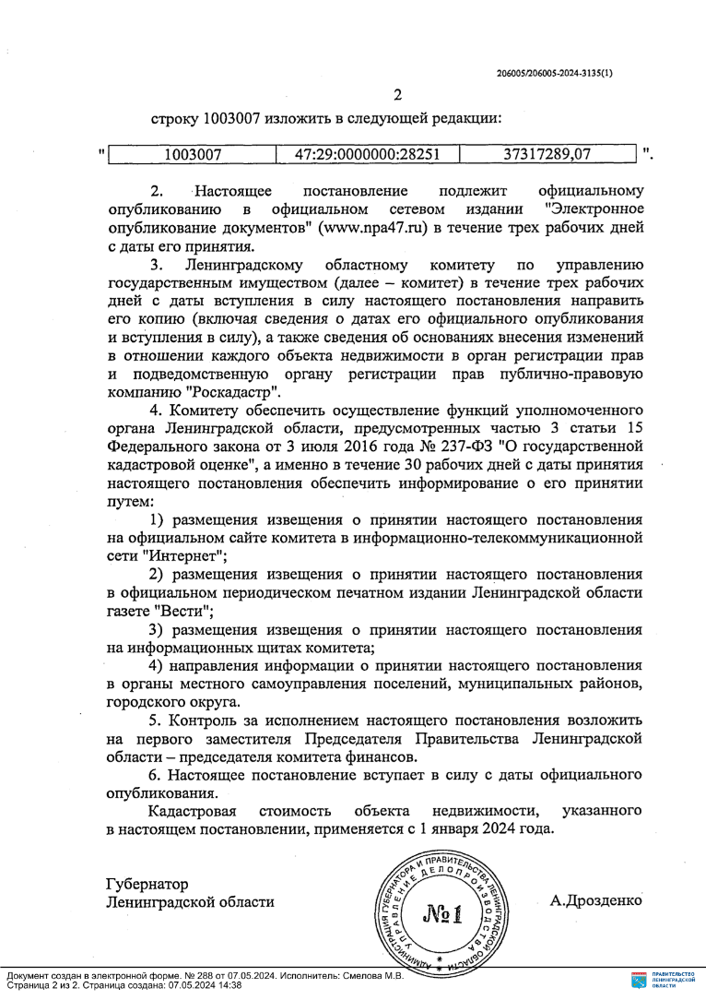 206005/206005-2024-3135(1)
2
строку 1003007 изложить в следующей редакции:
" 1003007 47:29:0000000:28251 37317289,07 ".
2. Настоящее постановление подлежит официальному
опубликованию в официальном сетевом издании "Электронное
опубликование документов" (www.npa47.ru) в течение трех рабочих дней
с даты его принятия.
3. Ленинградскому областному комитету по управлению
государственным имуществом (далее – комитет) в течение трех рабочих
дней с даты вступления в силу настоящего постановления направить
его копию (включая сведения о датах его официального опубликования
и вступления в силу), а также сведения об основаниях внесения изменений
в отношении каждого объекта недвижимости в орган регистрации прав
и подведомственную органу регистрации прав публично-правовую
компанию "Роскадастр".
4. Комитету обеспечить осуществление функций уполномоченного
органа Ленинградской области, предусмотренных частью 3 статьи 15
Федерального закона от 3 июля 2016 года № 237-ФЗ "О государственной
кадастровой оценке", а именно в течение 30 рабочих дней с даты принятия
настоящего постановления обеспечить информирование о его принятии
путем:
1) размещения извещения о принятии настоящего постановления
на официальном сайте комитета в информационно-телекоммуникационной
сети "Интернет";
2) размещения извещения о принятии настоящего постановления
в официальном периодическом печатном издании Ленинградской области
газете "Вести";
3) размещения извещения о принятии настоящего постановления
на информационных щитах комитета;
4) направления информации о принятии настоящего постановления
в органы местного самоуправления поселений, муниципальных районов,
городского округа.
5. Контроль за исполнением настоящего постановления возложить
на первого заместителя Председателя Правительства Ленинградской
области – председателя комитета финансов.
6. Настоящее постановление вступает в силу с даты официального
опубликования.
Кадастровая стоимость объекта недвижимости, указанного
в настоящем постановлении, применяется с 1 января 2024 года.
Губернатор
Ленинградской области
А.Дрозденко
АДМИНИСТРАЦИЯ ГУБЕРНАТОРА И ПРАВИТЕЛЬСТВА ЛЕНИНГРАДСКОЙ ОБЛАСТИ
УПРАВЛЕНИЕ ДЕЛОПРОИЗВОДСТВА
№1
Документ создан в электронной форме. № 288 от 07.05.2024. Исполнитель: Смелова М.В.
Страница 2 из 2. Страница создана: 07.05.2024 14:38
ПРАВИТЕЛЬСТВО
ЛЕНИНГРАДСКОЙ
ОБЛАСТИ